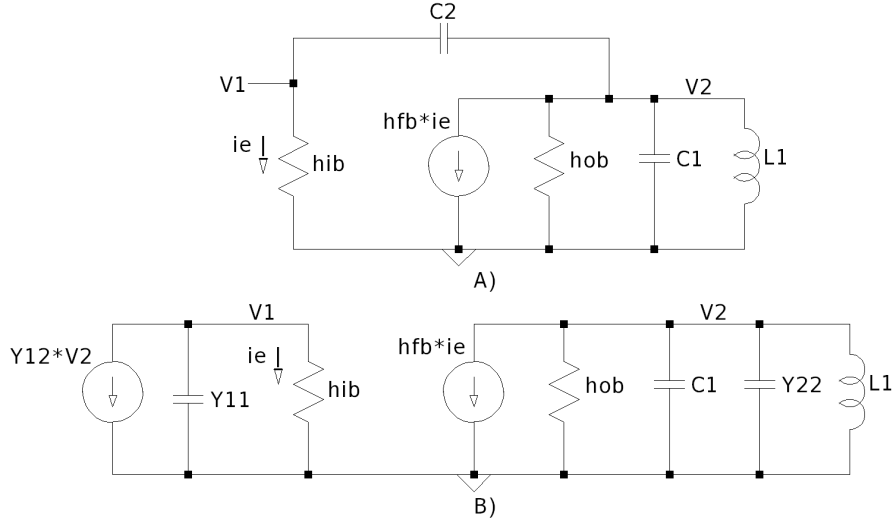 C2
V1
V2
hfb*ie
ie
hib
hob
C1
L1
A)
V1
V2
Y12*V2
ie
hfb*ie
Y11
hib
hob
C1
Y22
L1
B)